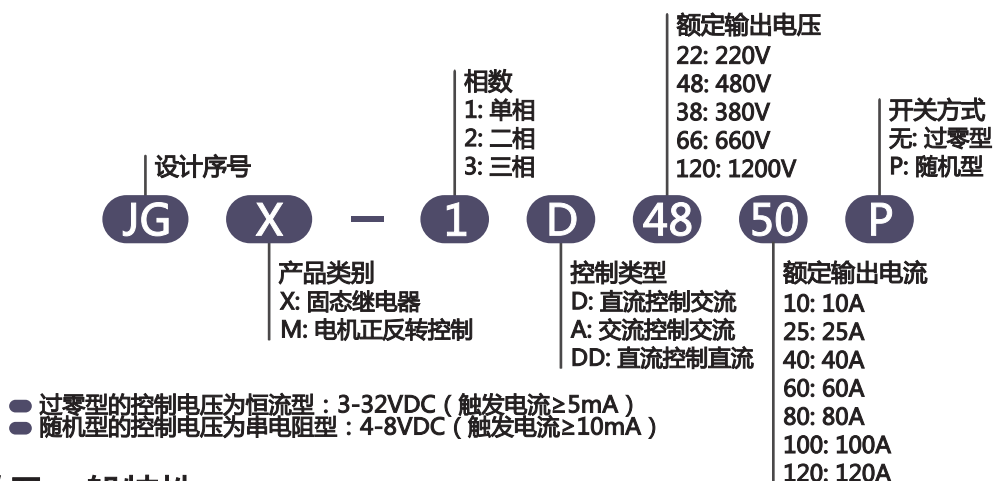 额定输出电压
22: 220V
48: 480V
38: 380V
66: 660V
120: 1200V
相数
1: 单相
2: 二相
3: 三相
开关方式
无: 过零型
P: 随机型
设计序号
JG X － 1 D 48 50 P
产品类别
X: 固态继电器
M: 电机正反转控制
控制类型
D: 直流控制交流
A: 交流控制交流
DD: 直流控制直流
额定输出电流
10: 10A
25: 25A
40: 40A
60: 60A
80: 80A
100: 100A
120: 120A
过零型的控制电压为恒流型：3-32VDC（触发电流≥5mA）
随机型的控制电压为串电阻型：4-8VDC（触发电流≥10mA）